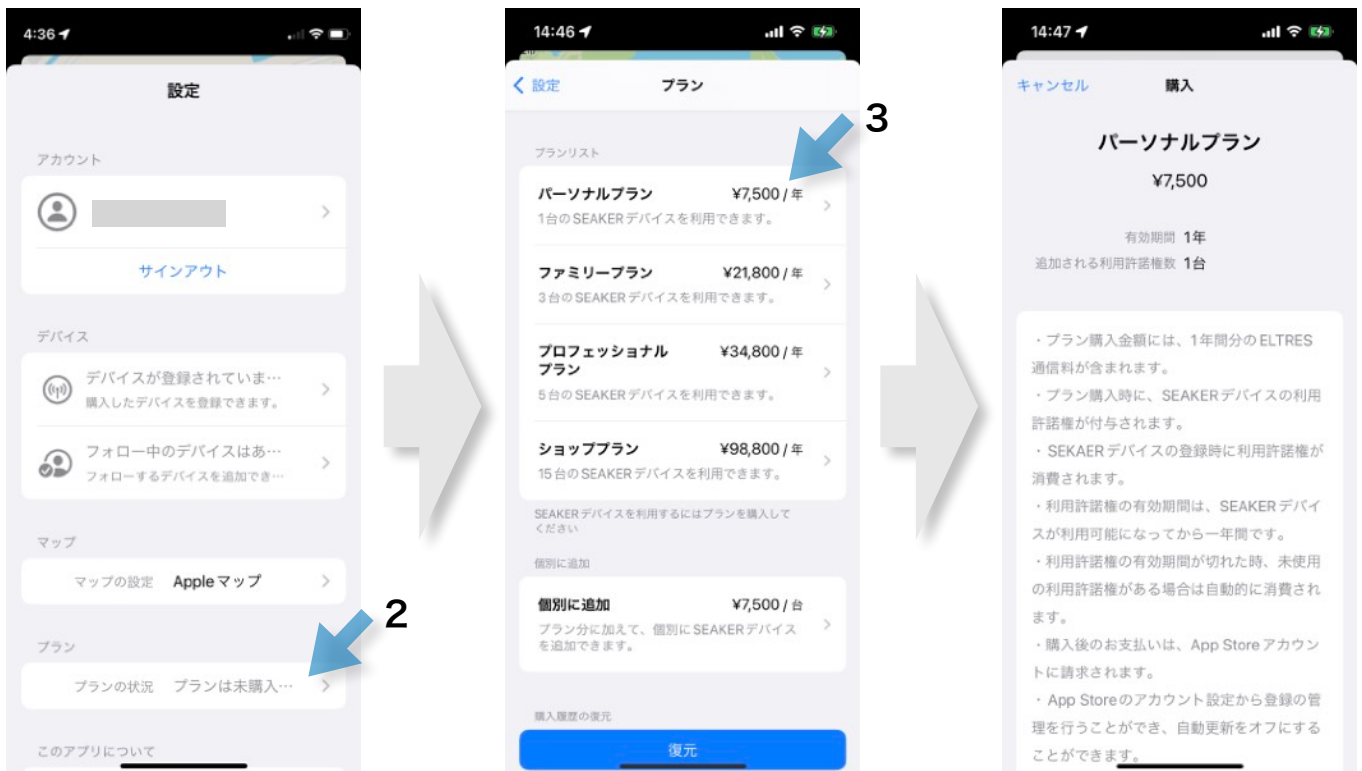 4:36
設定
アカウント
サインアウト
デバイス
デバイスが登録されていま…
購入したデバイスを登録できます。
フォロー中のデバイスはあ…
フォローするデバイスを追加でき…
マップ
マップの設定 Appleマップ
プラン
プランの状況 プランは未購入…
2
このアプリについて
14:46
設定
プラン
3
プランリスト
パーソナルプラン ¥7,500 / 年
1台のSEAKERデバイスを利用できます。
ファミリープラン ¥21,800 / 年
3台のSEAKERデバイスを利用できます。
プロフェッショナル ¥34,800 / 年
プラン
5台のSEAKERデバイスを利用できます。
ショッププラン ¥98,800 / 年
15台のSEAKERデバイスを利用できます。
SEAKERデバイスを利用するにはプランを購入して
ください
個別に追加
個別に追加 ¥7,500 / 台
プラン分に加えて、個別にSEAKERデバイス
を追加できます。
購入履歴の復元
復元
14:47
キャンセル
購入
パーソナルプラン
¥7,500
有効期間 1年
追加される利用許諾権数 1台
・プラン購入金額には、1年間分のELTRES
通信料が含まれます。
・プラン購入時に、SEAKERデバイスの利用
許諾権が付与されます。
・SEKAERデバイスの登録時に利用許諾権が
消費されます。
・利用許諾権の有効期間は、SEAKERデバイ
スが利用可能になってから一年間です。
・利用許諾権の有効期間が切れた時、未使用
の利用許諾権がある場合は自動的に消費され
ます。
・購入後のお支払いは、App Storeアカウン
トに請求されます。
・App Storeのアカウント設定から登録の管
理を行うことができ、自動更新をオフにする
ことができます。